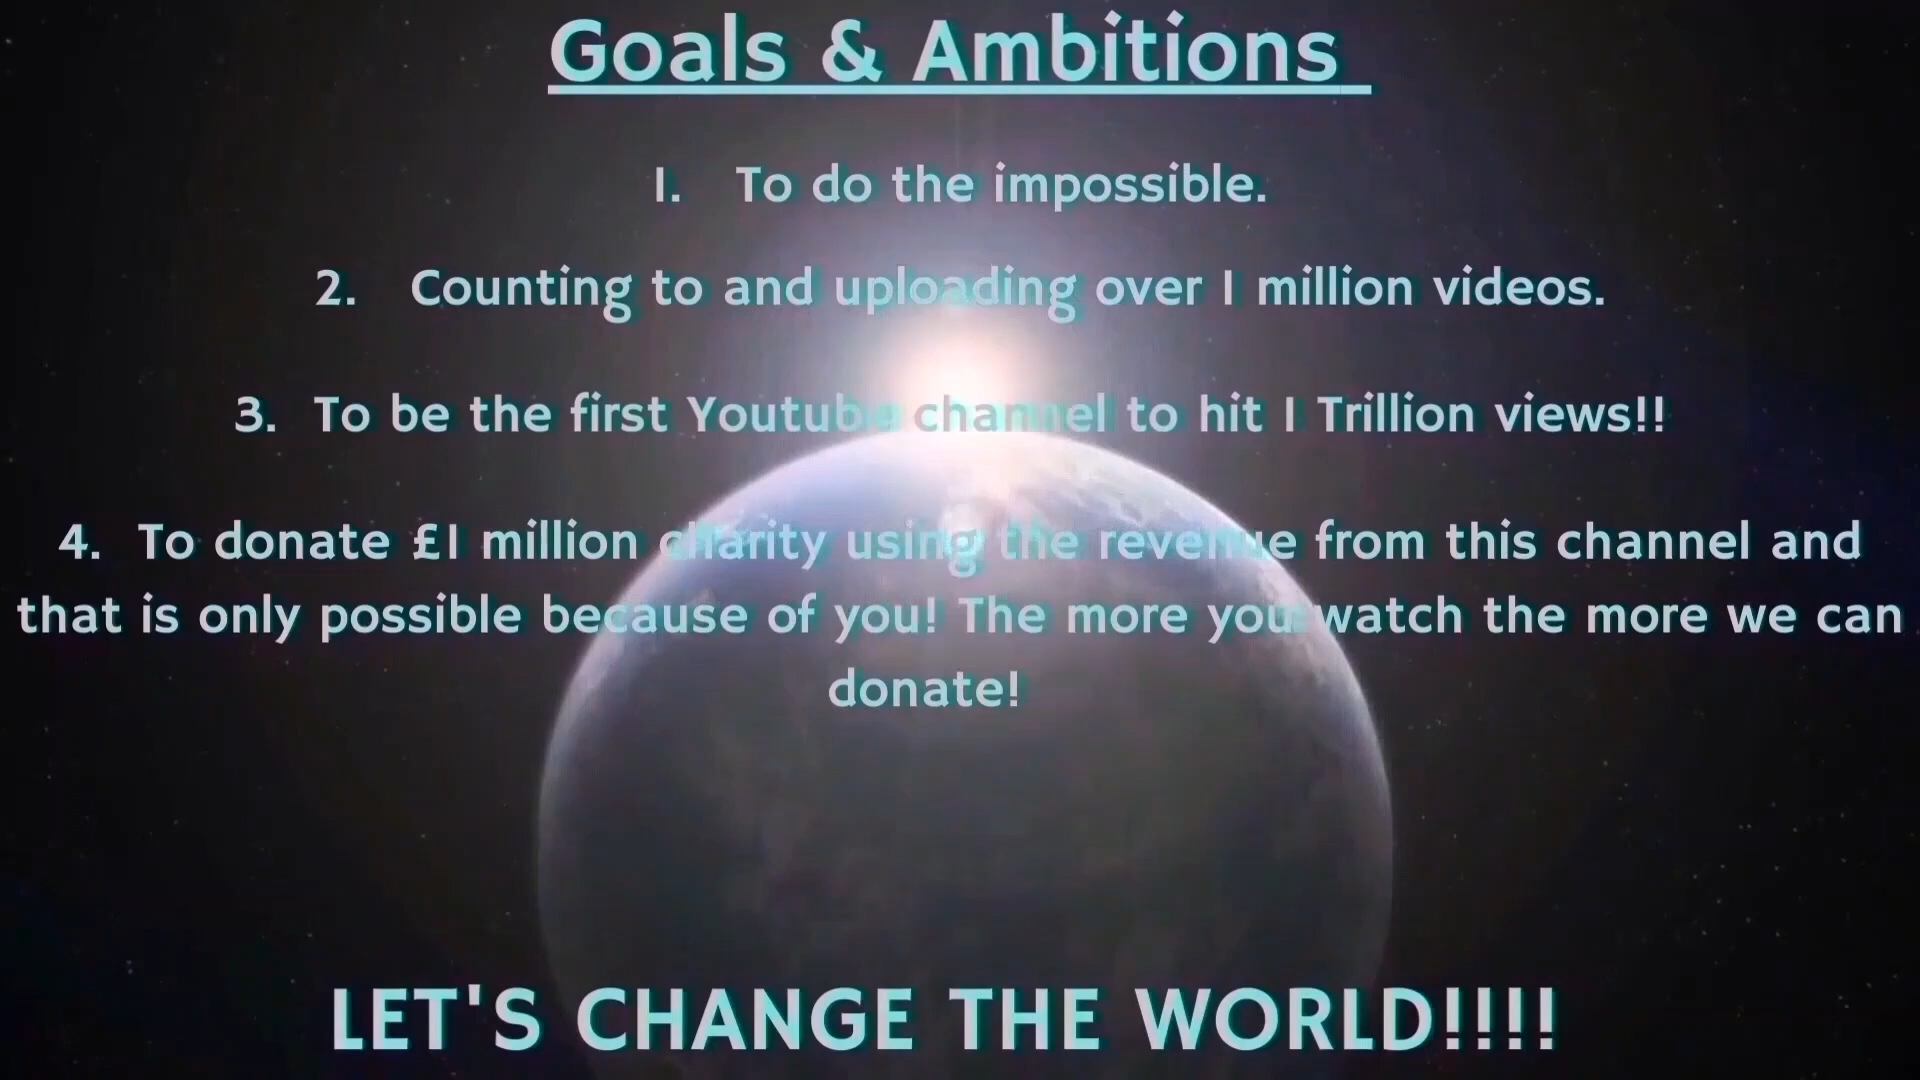 Goals & Ambitions
1. To do the impossible.
2. Counting to and uploading over 1 million videos.
3. To be the first Youtube channel to hit 1 Trillion views!!
4. To donate £1 million charity using the revenue from this channel and
that is only possible because of you! The more you watch the more we can
donate!
LET'S CHANGE THE WORLD!!!!